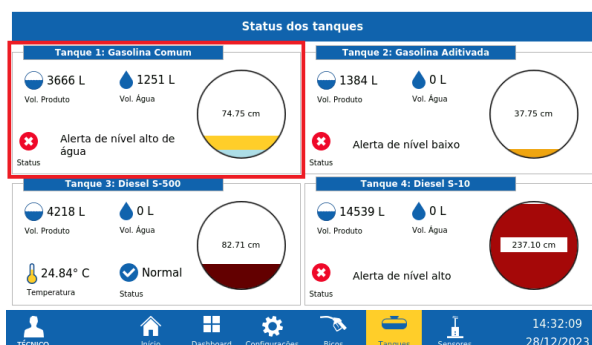 Status dos tanques
Tanque 1: Gasolina Comum
3666 L
1251 L
Vol. Produto
Vol. Água
74.75 cm
Alerta de nível alto de
água
Status
Tanque 2: Gasolina Aditivada
1384 L
0 L
Vol. Produto
Vol. Água
37.75 cm
Alerta de nível baixo
Status
Tanque 3: Diesel S-500
4218 L
0 L
Vol. Produto
Vol. Água
82.71 cm
24.84° C
Normal
Temperatura
Status
Tanque 4: Diesel S-10
14539 L
0 L
Vol. Produto
Vol. Água
237.10 cm
Alerta de nível alto
Status
TÉCNICO
Início
Dashboard
Configurações
Bicos
Tanques
Sensores
14:32:09
28/12/2023